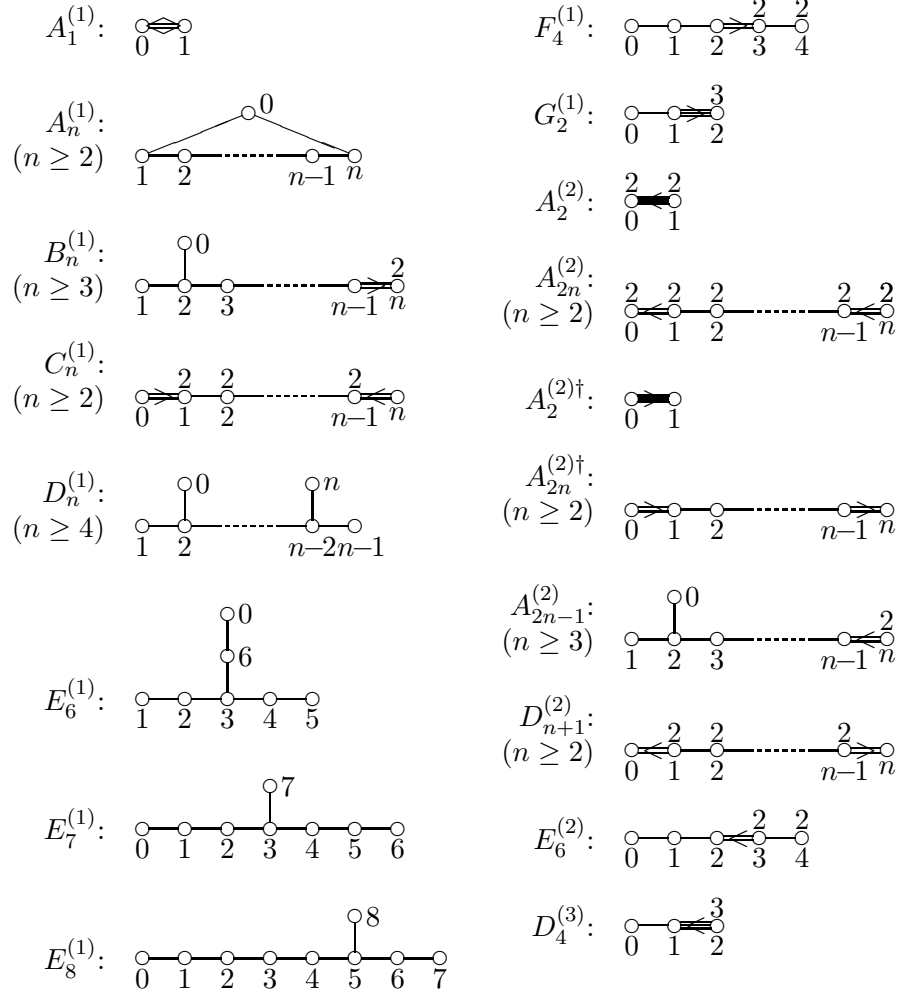 A_1^{(1)}:
0 1
A_n^{(1)}:
(n ≥ 2)
0
1 2 n−1 n
B_n^{(1)}:
(n ≥ 3)
0
2
1 2 3 n−1 n
C_n^{(1)}:
(n ≥ 2)
2 2 2
0 1 2 n−1 n
D_n^{(1)}:
(n ≥ 4)
0 n
1 2 n−2 n−1
E_6^{(1)}:
0
6
1 2 3 4 5
E_7^{(1)}:
7
0 1 2 3 4 5 6
E_8^{(1)}:
8
0 1 2 3 4 5 6 7
F_4^{(1)}:
2 2
0 1 2 3 4
G_2^{(1)}:
3
0 1 2
A_2^{(2)}:
2 2
0 1
A_{2n}^{(2)}:
(n ≥ 2)
2 2 2 2 2
0 1 2 n−1 n
A_2^{(2)†}:
0 1
A_{2n}^{(2)†}:
(n ≥ 2)
0 1 2 n−1 n
A_{2n−1}^{(2)}:
(n ≥ 3)
0
2
1 2 3 n−1 n
D_{n+1}^{(2)}:
(n ≥ 2)
2 2 2
0 1 2 n−1 n
E_6^{(2)}:
2 2
0 1 2 3 4
D_4^{(3)}:
3
0 1 2